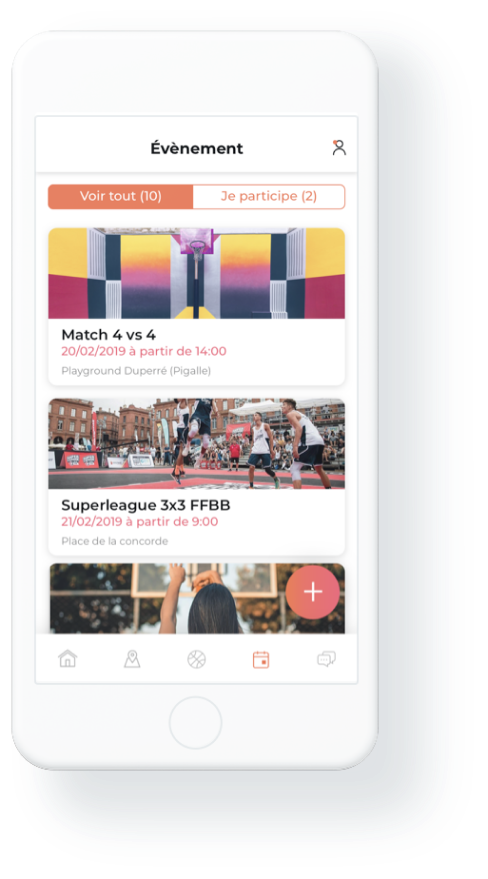 Évènement
Voir tout (10)
Je participe (2)
Match 4 vs 4
20/02/2019 à partir de 14:00
Playground Duperré (Pigalle)
Superleague 3x3 FFBB
21/02/2019 à partir de 9:00
Place de la concorde